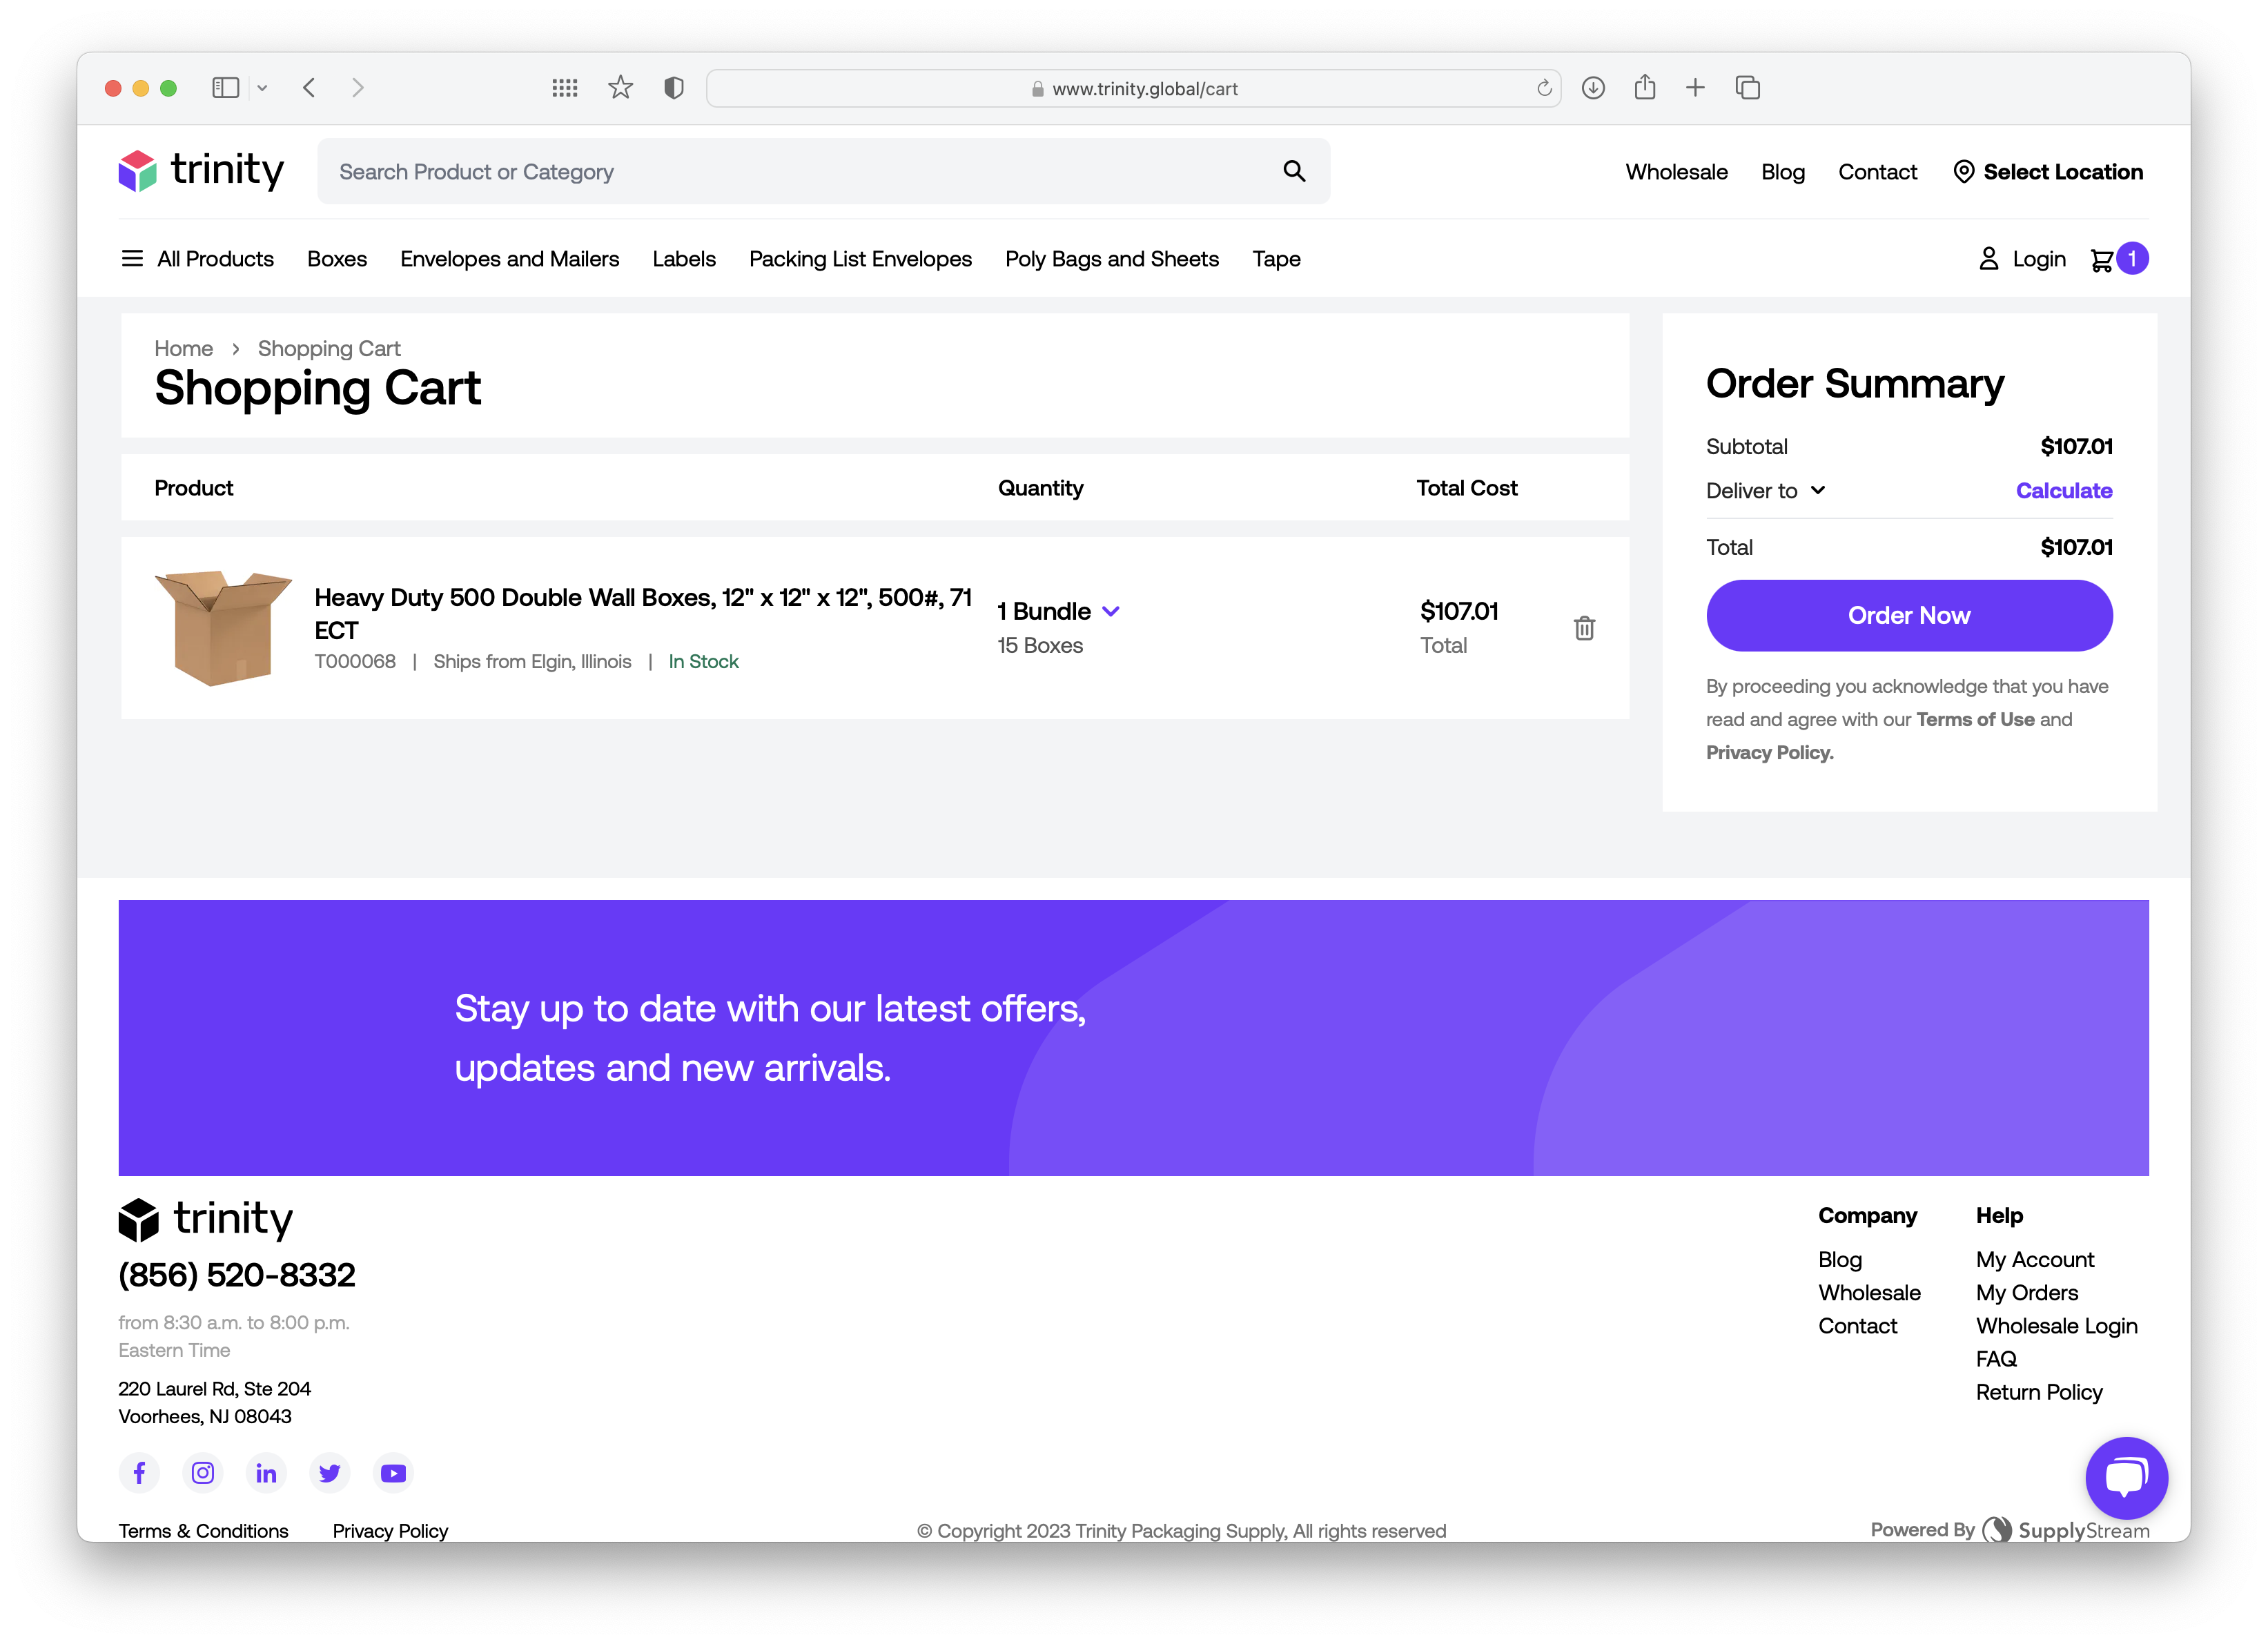 www.trinity.global/cart
trinity
Search Product or Category
Wholesale
Blog
Contact
Select Location
All Products
Boxes
Envelopes and Mailers
Labels
Packing List Envelopes
Poly Bags and Sheets
Tape
Login
1
Home › Shopping Cart
Shopping Cart
Product
Quantity
Total Cost
Heavy Duty 500 Double Wall Boxes, 12" x 12" x 12", 500#, 71
ECT
T000068 | Ships from Elgin, Illinois | In Stock
1 Bundle
15 Boxes
$107.01
Total
Order Summary
Subtotal $107.01
Deliver to Calculate
Total $107.01
Order Now
By proceeding you acknowledge that you have
read and agree with our Terms of Use and
Privacy Policy.
Stay up to date with our latest offers,
updates and new arrivals.
trinity
(856) 520-8332
from 8:30 a.m. to 8:00 p.m.
Eastern Time
220 Laurel Rd, Ste 204
Voorhees, NJ 08043
Company
Blog
Wholesale
Contact
Help
My Account
My Orders
Wholesale Login
FAQ
Return Policy
Terms & Conditions
Privacy Policy
© Copyright 2023 Trinity Packaging Supply, All rights reserved
Powered By SupplyStream